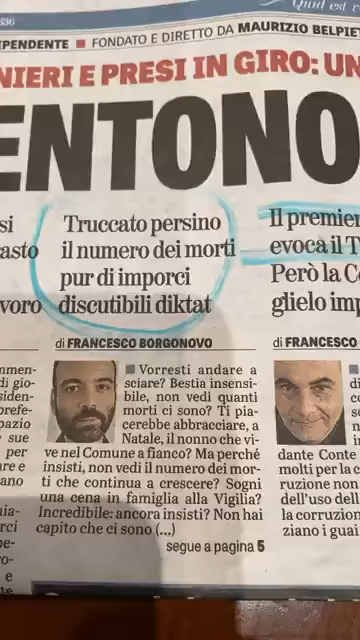 Quid est
INDIPENDENTE ■ FONDATO E DIRETTO DA MAURIZIO BELPIET
NIERI E PRESI IN GIRO: UN
ENTONO
si
asto
voro
Truccato persino
il numero dei morti
pur di imporci
discutibili diktat
Il premier
evoca il T
Però la C
glielo imp
di FRANCESCO BORGONOVO
di FRANCESCO
■ Vorresti andare a
sciare? Bestia insensi-
bile, non vedi quanti
morti ci sono? Ti pia-
cerebbe abbracciare, a
Natale, il nonno che vi-
ve nel Comune a fianco? Ma perché
insisti, non vedi il numero dei mor-
ti che continua a crescere? Sogni
una cena in famiglia alla Vigilia?
Incredibile: ancora insisti? Non hai
capito che ci sono (...)
segue a pagina 5
dante Conte
molti per la c
ruzione non
dell'uso dell
la corruzion
ziano i guai